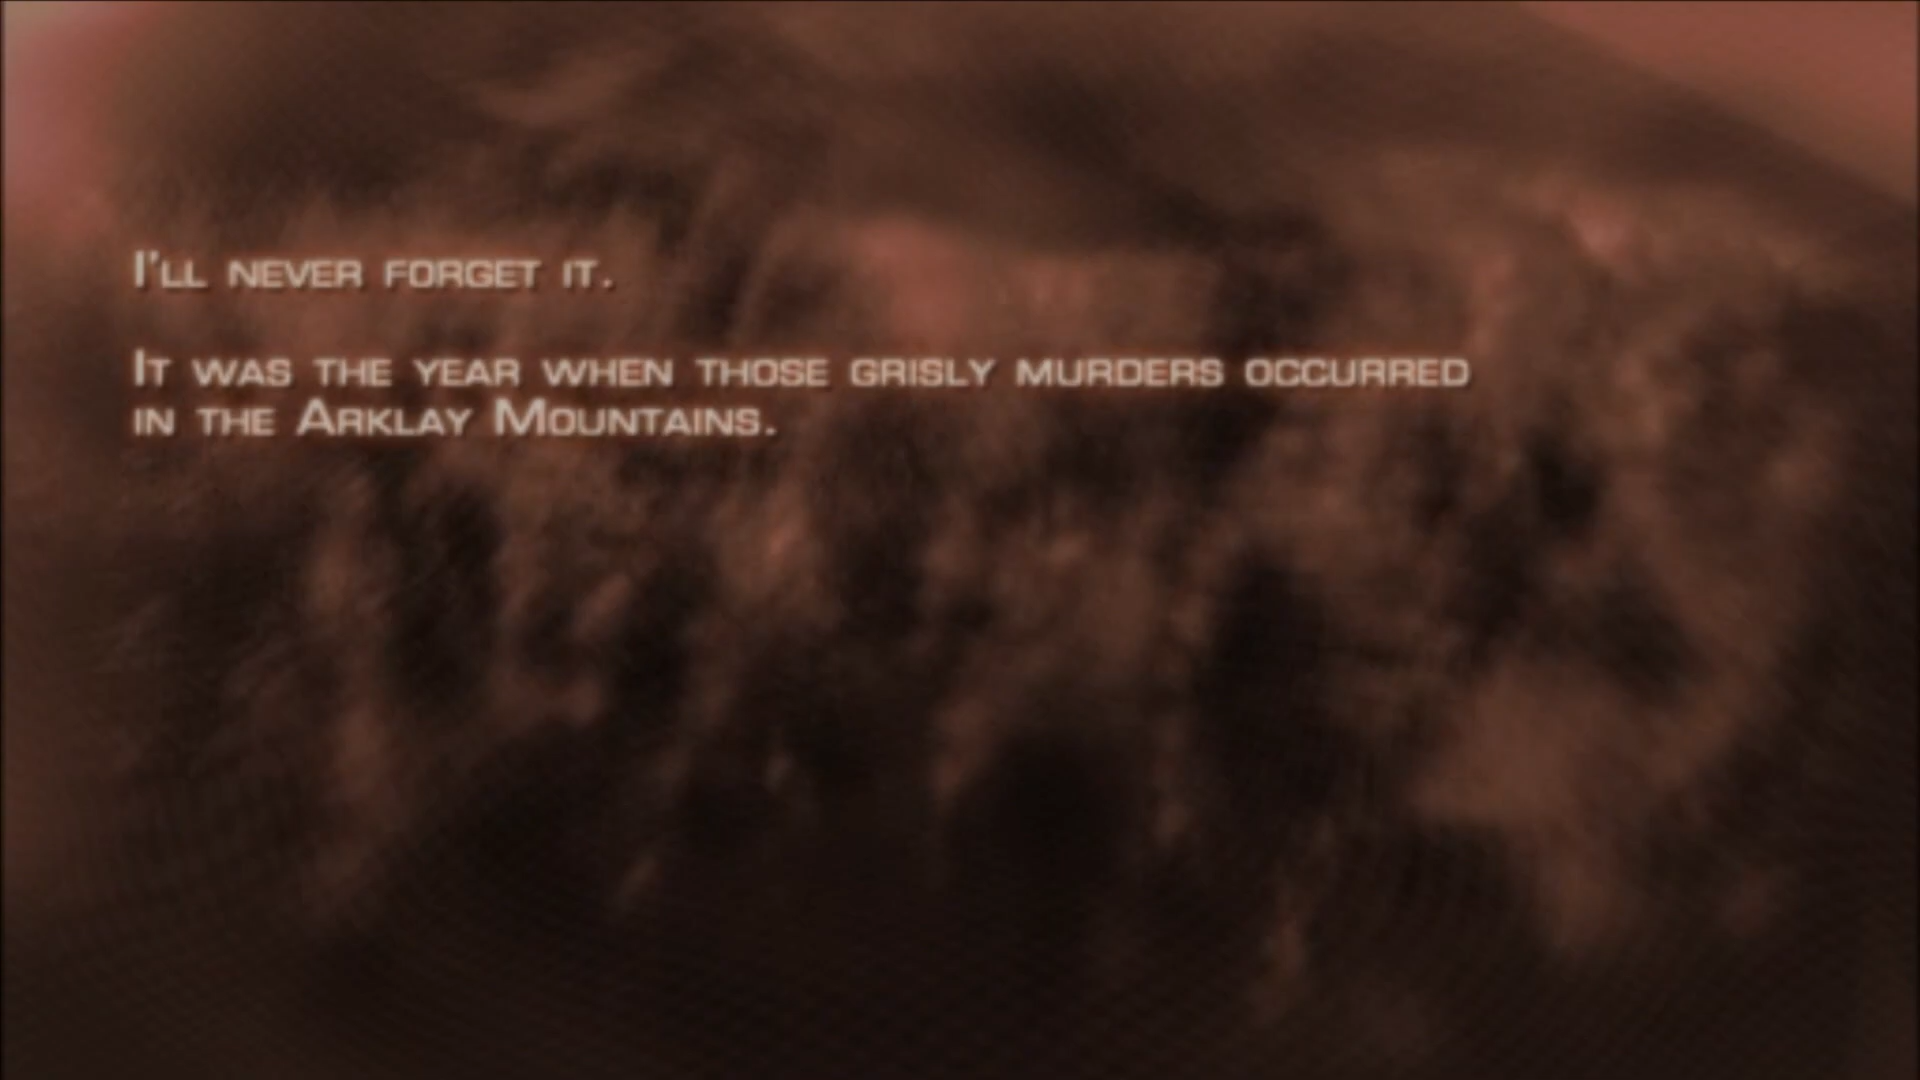 I'll never forget it.
It was the year when those grisly murders occurred
in the Arklay Mountains.